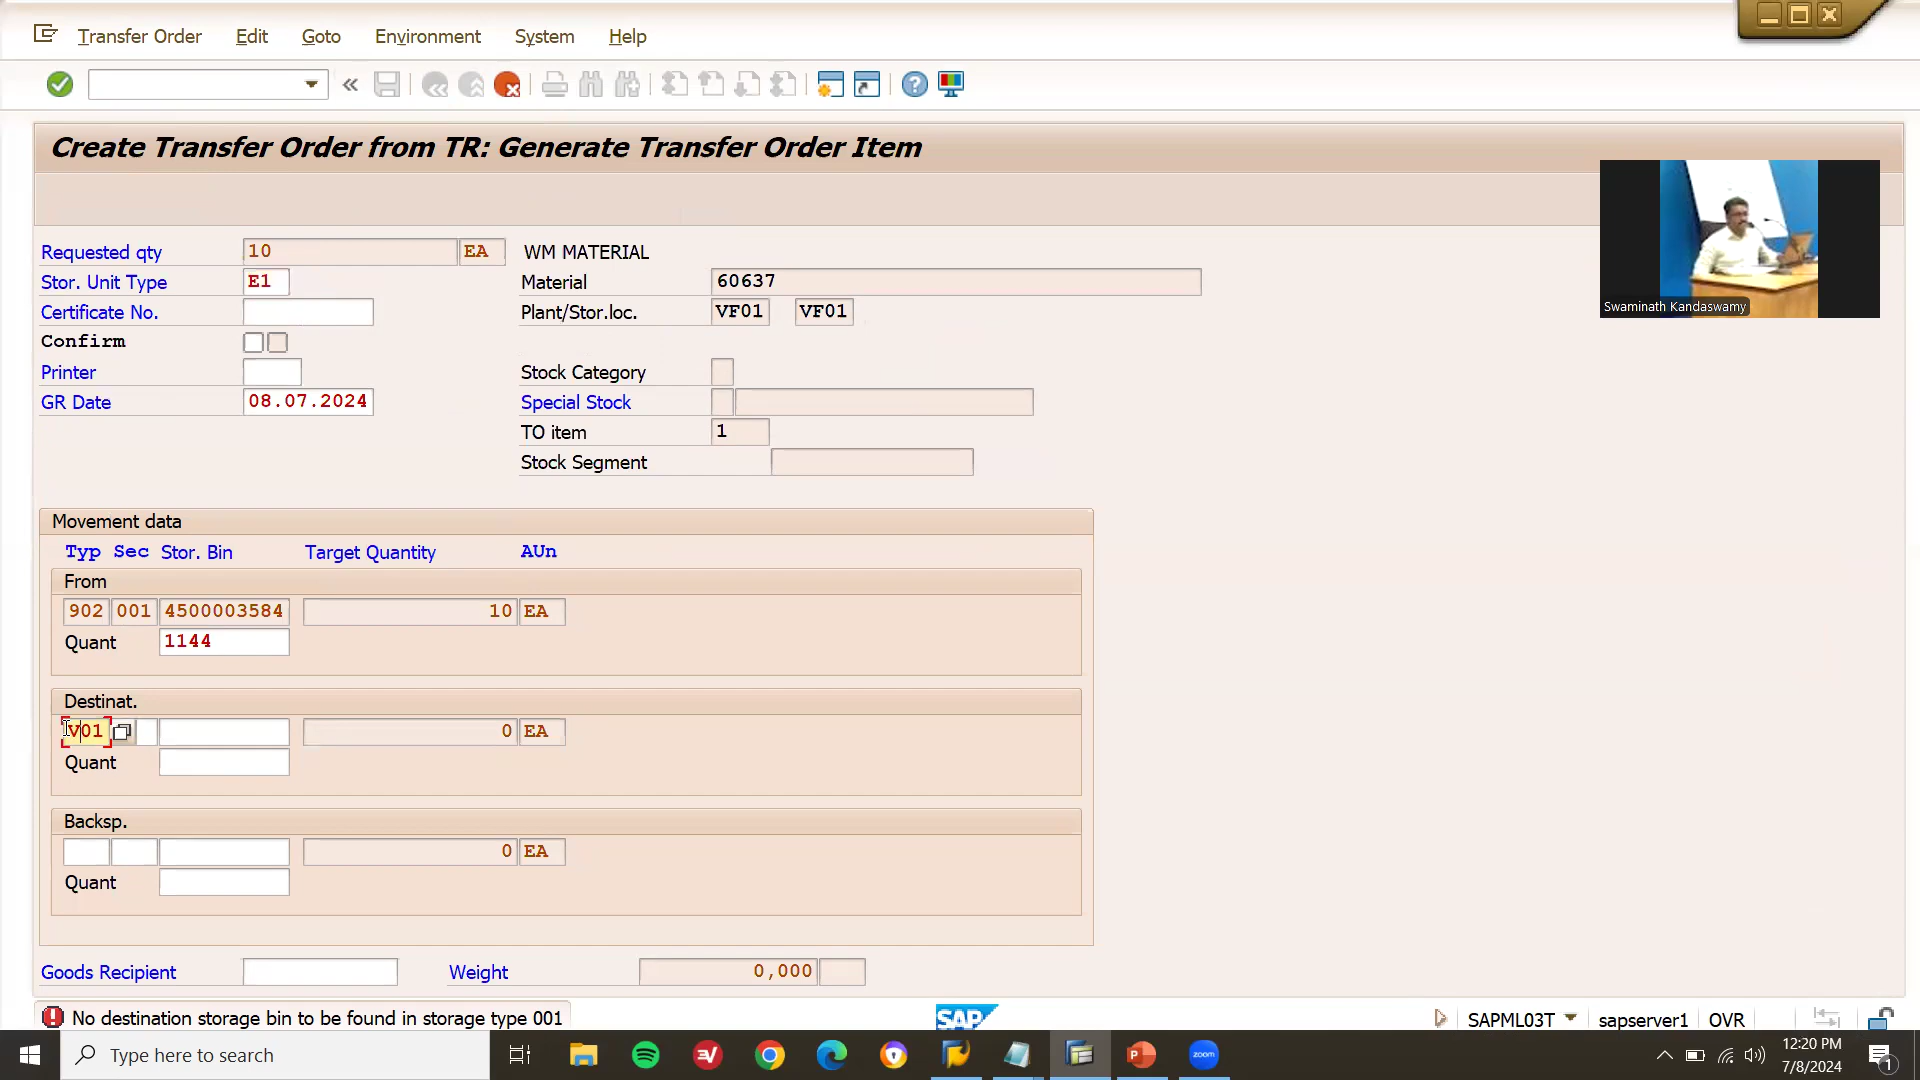 Transfer Order Edit Goto Environment System Help
Create Transfer Order from TR: Generate Transfer Order Item
Requested qty 10 EA WM MATERIAL
Stor. Unit Type E1 Material 60637
Certificate No. Plant/Stor.loc. VF01 VF01
Confirm
Printer Stock Category
GR Date 08.07.2024 Special Stock
TO item 1
Stock Segment
Swaminath Kandaswamy
Movement data
Typ Sec Stor. Bin Target Quantity AUn
From
902 001 4500003584 10 EA
Quant 1144
Destinat.
V01 0 EA
Quant
Backsp.
0 EA
Quant
Goods Recipient Weight 0,000
No destination storage bin to be found in storage type 001
SAP
SAPML03T sapserver1 OVR
Type here to search
zoom
12:20 PM
7/8/2024
1